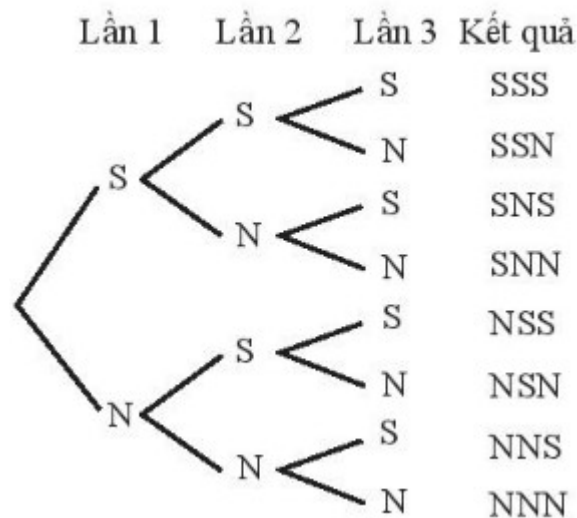 Lần 1 Lần 2 Lần 3 Kết quả
S SSS
S
N SSN
S
S SNS
N
N SNN
S NSS
S
N NSN
N
S NNS
N
N NNN